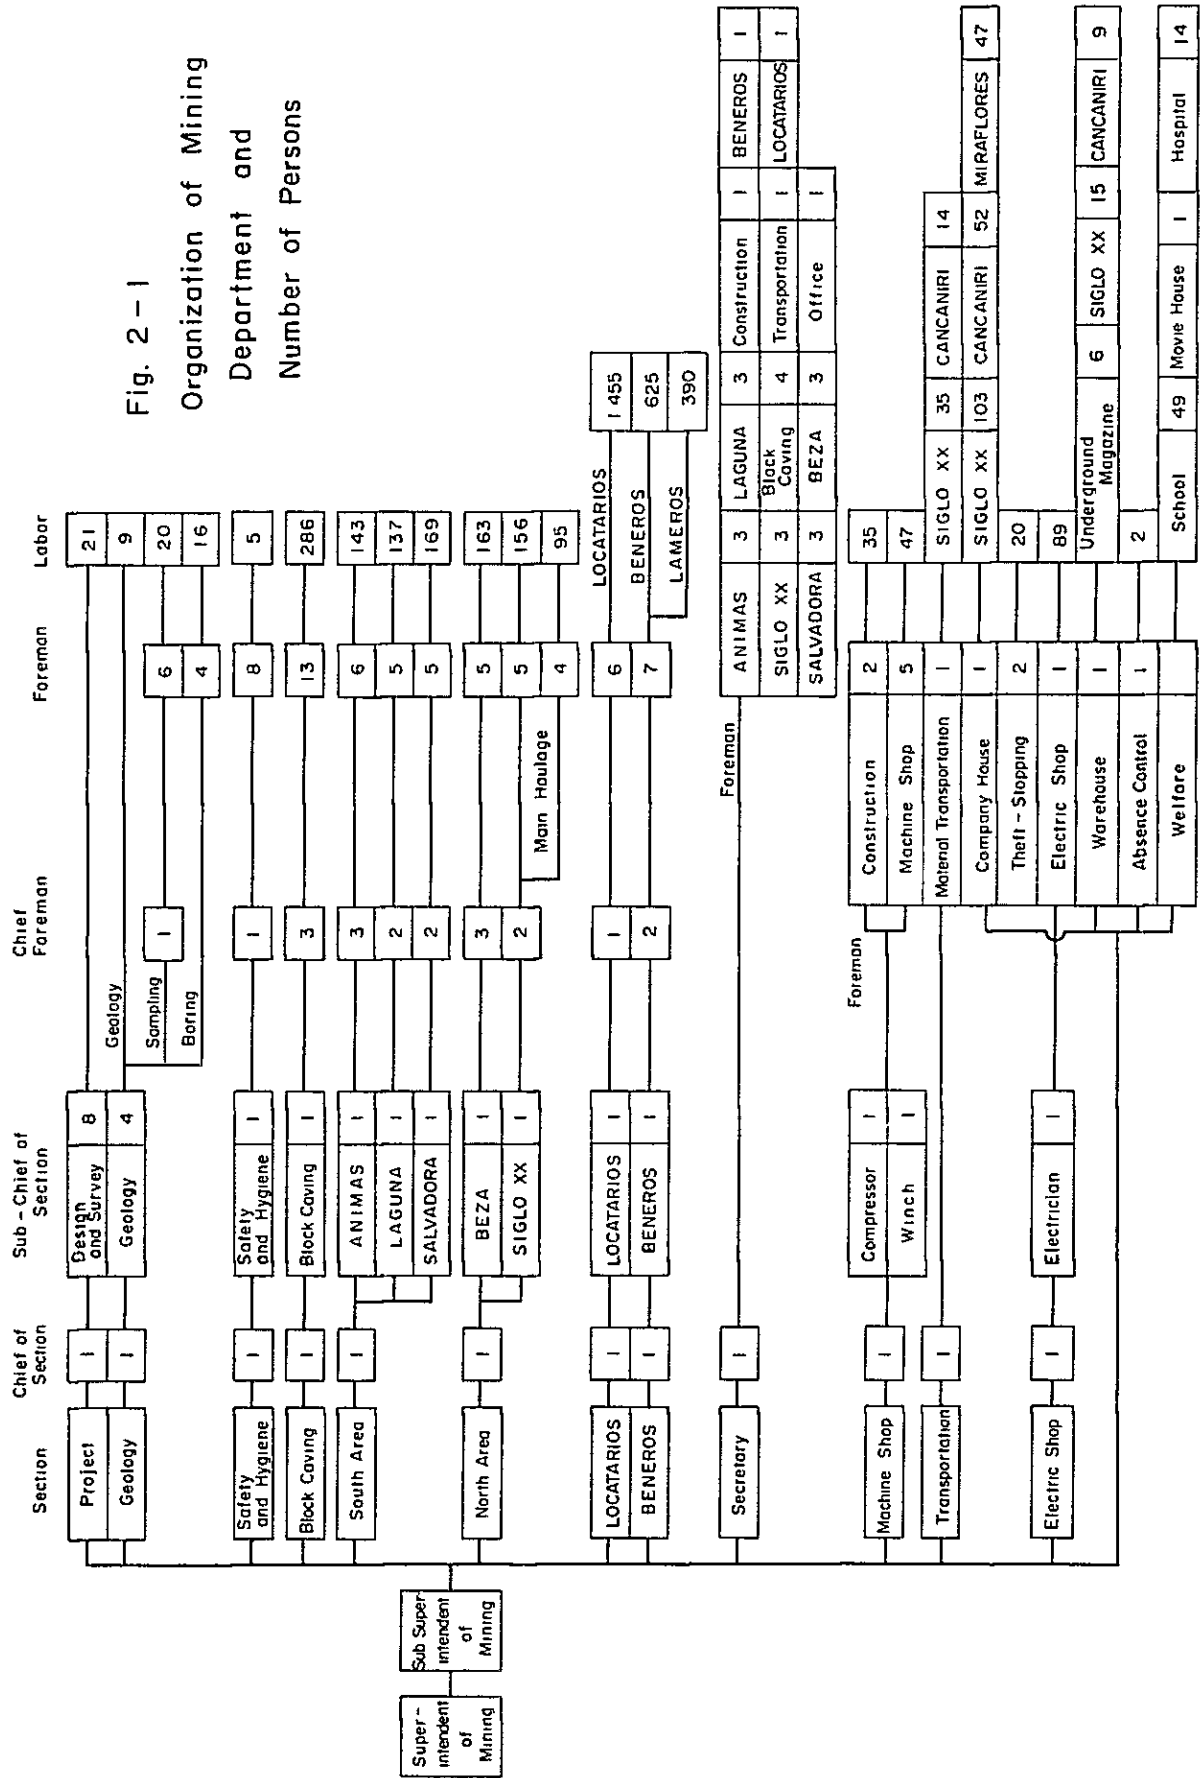 Fig. 2-1
Organization of Mining
Department and
Number of Persons
Section
Chief of
Section
Sub-Chief of
Section
Chief
Foreman
Foreman
Labor
Super-
intendent
of
Mining
Sub Super-
intendent
of
Mining
Project 1 Design
and Survey 8 21
Geology 1 Geology 4 Geology 9
Sampling 1 6 20
Boring 4 16
Safety
and Hygiene 1 Safety
and Hygiene 1 1 8 5
Block Caving 1 Block Caving 1 3 13 286
South Area 1 ANIMAS 1 3 6 143
LAGUNA 1 2 5 137
SALVADORA 1 2 5 169
North Area 1 BEZA 1 3 5 163
SIGLO XX 1 2 5 156
Main Haulage 4 95
LOCATARIOS 1 LOCATARIOS 1 1 6 LOCATARIOS 1455
BENEROS 1 BENEROS 1 2 7 BENEROS 625
LAMEROS 390
Secretary 1 Foreman ANIMAS 3 LAGUNA 3 Construction 1 BENEROS 1
SIGLO XX 3 Block
Caving 4 Transportation 1 LOCATARIOS 1
SALVADORA 3 BEZA 3 Office 1
Foreman
Machine Shop 1 Compressor 1 Construction 2 35
Winch 1 Machine Shop 5 47
Transportation 1 Material Transportation 1 SIGLO XX 35 CANCANIRI 14
Company House 1 SIGLO XX 103 CANCANIRI 52 MIRAFLORES 47
Theft-Stopping 2 20
Electric Shop 1 Electrician 1 Electric Shop 1 89
Warehouse 1 Underground
Magazine 6 SIGLO XX 15 CANCANIRI 9
Absence Control 1 2
Welfare School 49 Movie House 1 Hospital 14